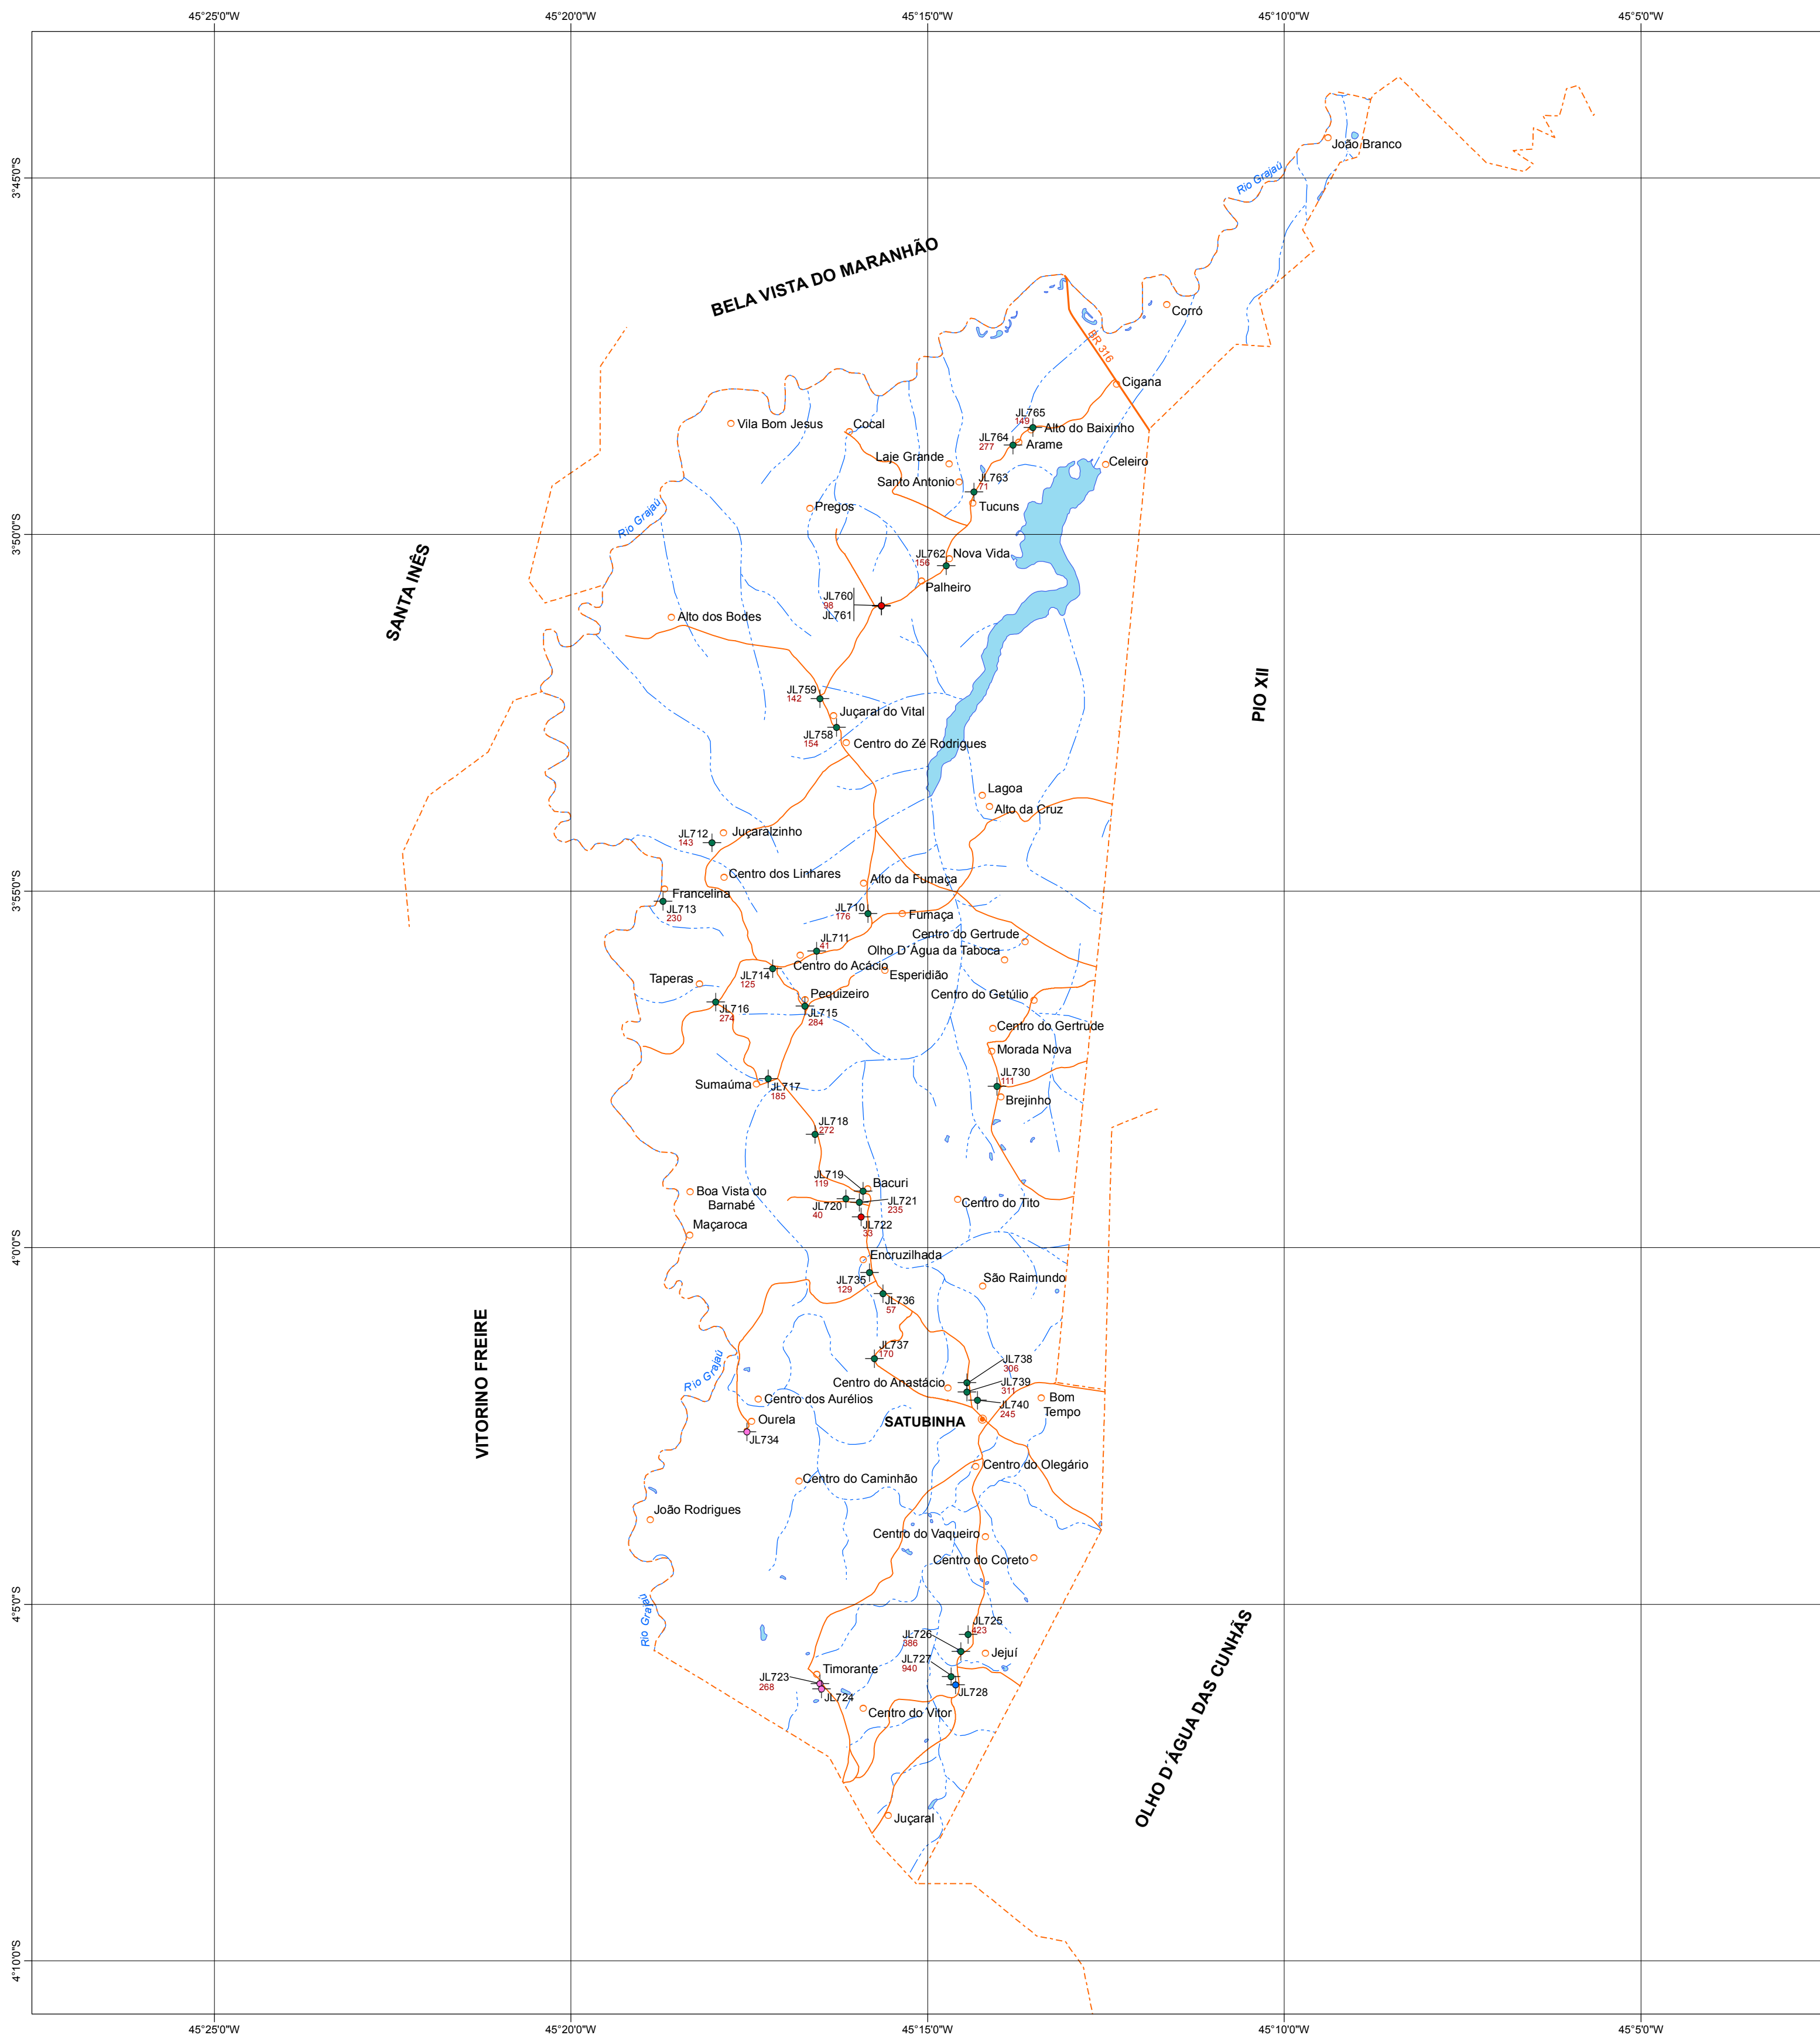 45°25'0"W
45°20'0"W
45°15'0"W
45°10'0"W
45°5'0"W
João Branco
3°45'0"S
Rio Grajaú
BELA VISTA DO MARANHÃO
Corró
BR 316
Cigana
Vila Bom Jesus
Cocal
JL765
149
Alto do Baixinho
JL764
277
Arame
Laje Grande
Celeiro
Santo Antonio
JL763
71
Tucuns
Pregos
Rio Grajaú
3°50'0"S
SANTA INÊS
JL762
156
Nova Vida
Palheiro
JL760
98
JL761
Alto dos Bodes
PIO XII
JL759
142
Juçaral do Vital
JL758
154
Centro do Zé Rodrigues
Lagoa
Alto da Cruz
JL712
143
Juçaralzinho
Centro dos Linhares
Alto da Fumaça
3°55'0"S
Francelina
JL713
230
JL710
176
Fumaça
Centro do Gertrude
JL711
41
Olho D´Água da Taboca
Centro do Acácio
Esperidião
JL714
125
Taperas
Pequizeiro
Centro do Getúlio
JL716
274
JL715
284
Centro do Gertrude
Morada Nova
JL730
111
Sumaúma
JL717
185
Brejinho
JL718
272
JL719
119
Bacuri
Boa Vista do
Barnabé
JL720
40
JL721
235
Centro do Tito
Maçaroca
JL722
33
4°0'0"S
Encruzilhada
São Raimundo
JL735
129
JL736
57
VITORINO FREIRE
Rio Grajaú
JL737
170
JL738
306
Centro do Anastácio
JL739
311
Centro dos Aurélios
JL740
245
Bom
Tempo
Ourela
SATUBINHA
JL734
Centro do Olegário
Centro do Caminhão
João Rodrigues
Centro do Vaqueiro
Centro do Coreto
4°5'0"S
Rio Grajaú
JL725
423
JL726
386
Jejuí
JL727
940
Timorante
JL723
268
JL724
JL728
Centro do Vitor
OLHO D´ÁGUA DAS CUNHÃS
Juçaral
4°10'0"S
45°25'0"W
45°20'0"W
45°15'0"W
45°10'0"W
45°5'0"W